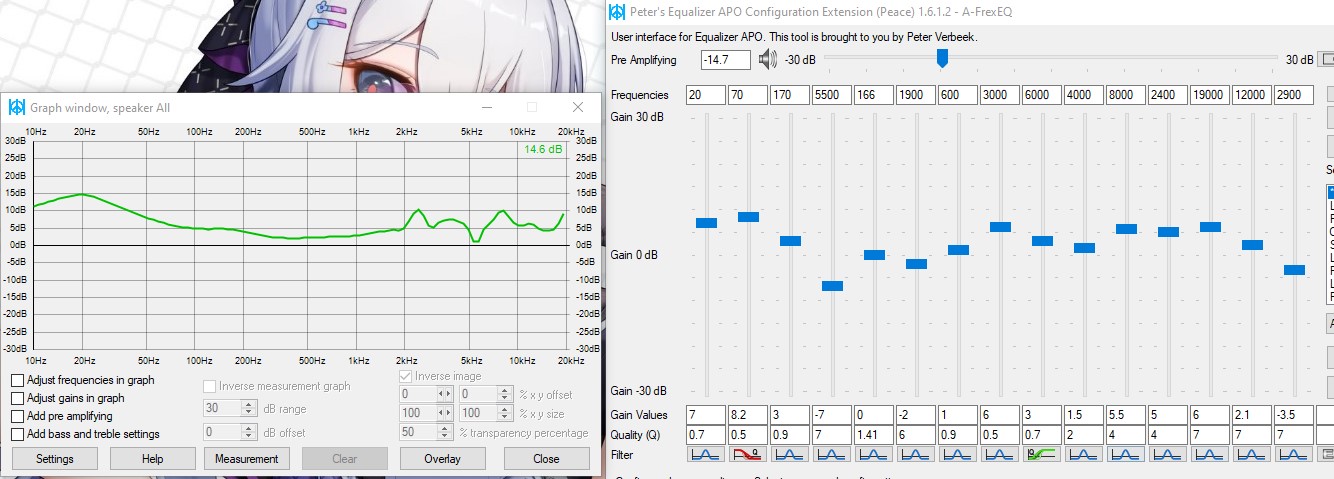 Peter's Equalizer APO Configuration Extension (Peace) 1.6.1.2 - A-FrexEQ
User interface for Equalizer APO. This tool is brought to you by Peter Verbeek.
Pre Amplifying -14.7 -30 dB 30 dB
Frequencies 20 70 170 5500 166 1900 600 3000 6000 4000 8000 2400 19000 12000 2900
Gain 30 dB
Gain 0 dB
Gain -30 dB
Gain Values 7 8.2 3 -7 0 -2 1 6 3 1.5 5.5 5 6 2.1 -3.5
Quality (Q) 0.7 0.5 0.9 7 1.41 6 0.9 0.5 0.7 2 4 4 7 7 7
Filter
Graph window, speaker All
10Hz 20Hz 50Hz 100Hz 200Hz 500Hz 1kHz 2kHz 5kHz 10kHz 20kHz
30dB 14.6 dB 30dB
25dB 25dB
20dB 20dB
15dB 15dB
10dB 10dB
5dB 5dB
0dB 0dB
-5dB -5dB
-10dB -10dB
-15dB -15dB
-20dB -20dB
-25dB -25dB
-30dB -30dB
10Hz 20Hz 50Hz 100Hz 200Hz 500Hz 1kHz 2kHz 5kHz 10kHz 20kHz
Adjust frequencies in graph
Adjust gains in graph
Add pre amplifying
Add bass and treble settings
Inverse measurement graph
30 dB range
0 dB offset
Inverse image
0 0 % x y offset
100 100 % x y size
50 % transparency percentage
Settings Help Measurement Clear Overlay Close